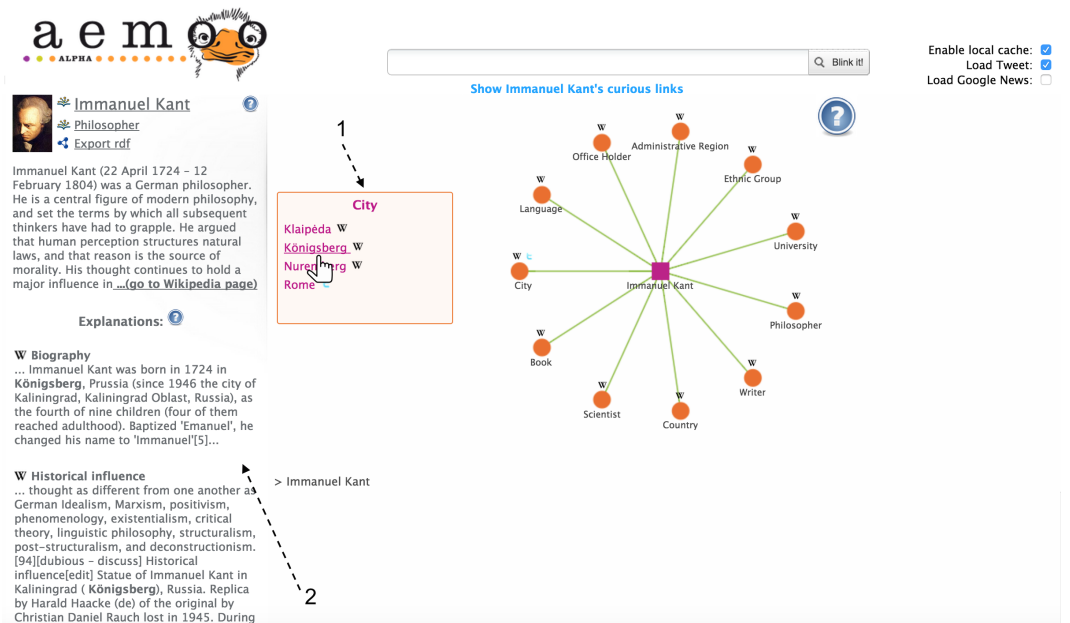 aemoo
ALPHA
Blink it!
Enable local cache:
Load Tweet:
Load Google News:
Show Immanuel Kant's curious links
Immanuel Kant
?
Philosopher
Export rdf
Immanuel Kant (22 April 1724 – 12
February 1804) was a German philosopher.
He is a central figure of modern philosophy,
and set the terms by which all subsequent
thinkers have had to grapple. He argued
that human perception structures natural
laws, and that reason is the source of
morality. His thought continues to hold a
major influence in ...(go to Wikipedia page)
Explanations: ?
W Biography
... Immanuel Kant was born in 1724 in
Königsberg, Prussia (since 1946 the city of
Kaliningrad, Kaliningrad Oblast, Russia), as
the fourth of nine children (four of them
reached adulthood). Baptized 'Emanuel', he
changed his name to 'Immanuel'[5]...
W Historical influence
... thought as different from one another as
German Idealism, Marxism, positivism,
phenomenology, existentialism, critical
theory, linguistic philosophy, structuralism,
post-structuralism, and deconstructionism.
[94][dubious – discuss] Historical
influence[edit] Statue of Immanuel Kant in
Kaliningrad ( Königsberg), Russia. Replica
by Harald Haacke (de) of the original by
Christian Daniel Rauch lost in 1945. During
1
City
Klaipėda W
Königsberg W
W
Rome
> Immanuel Kant
2
?
W
Administrative Region
W
Office Holder
W
Ethnic Group
W
Language
W
University
W
City
Immanuel Kant
W
Philosopher
W
Book
W
Writer
W
Scientist
W
Country